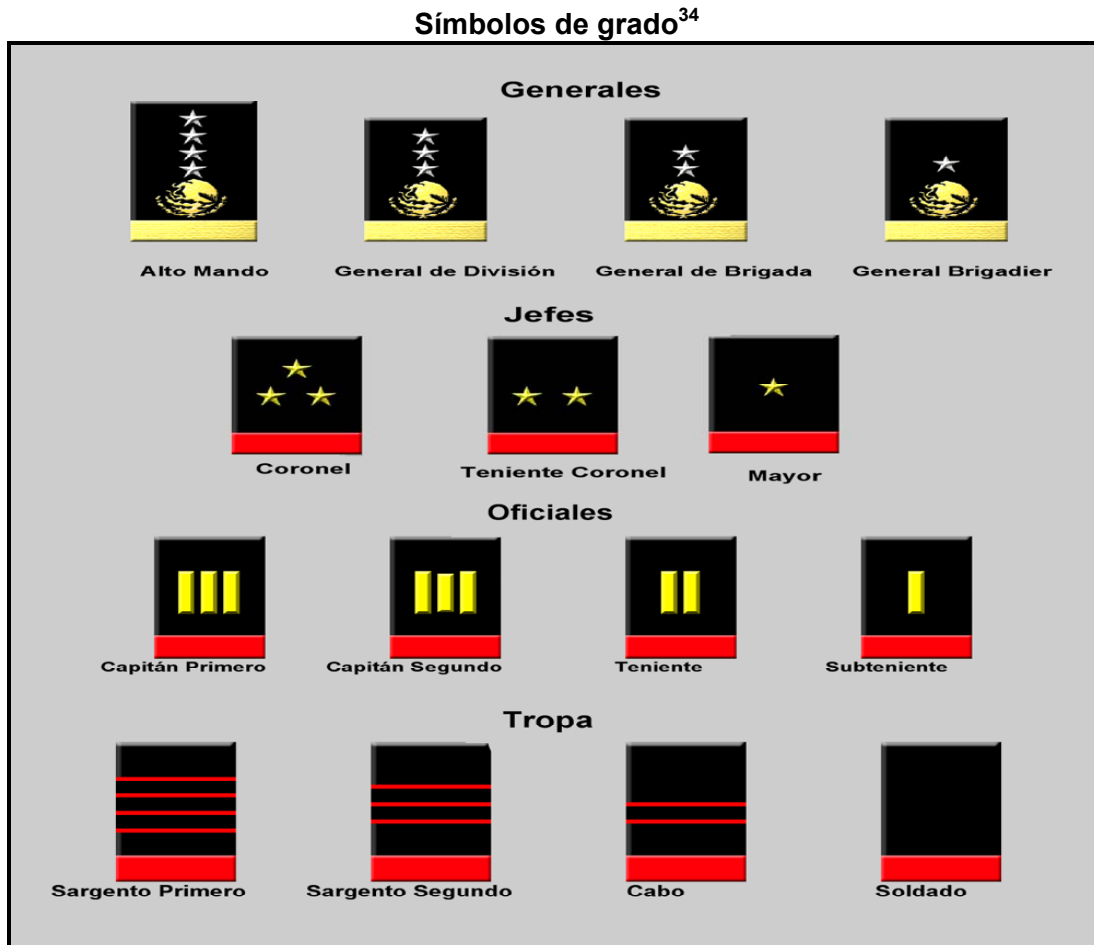 Símbolos de grado34
Generales
Alto Mando General de División General de Brigada General Brigadier
Jefes
Coronel Teniente Coronel Mayor
Oficiales
Capitán Primero Capitán Segundo Teniente Subteniente
Tropa
Sargento Primero Sargento Segundo Cabo Soldado